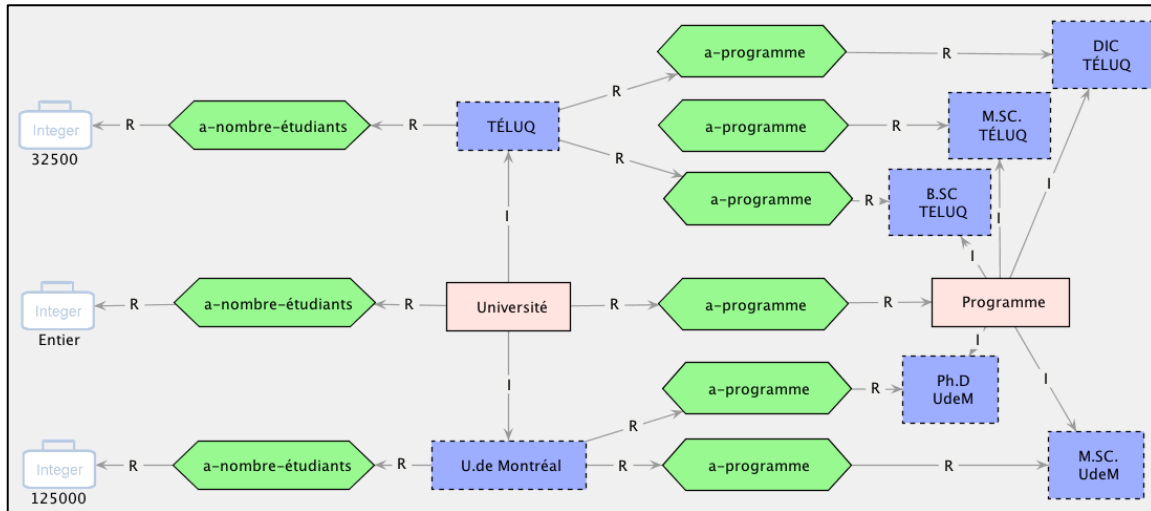 a-programme
R
DIC
TÉLUQ
R
Integer
R
a-nombre-étudiants
R
TÉLUQ
a-programme
R
M.SC.
TÉLUQ
32500
R
I
a-programme
R
B.SC
TELUQ
I
I
I
Integer
R
a-nombre-étudiants
R
Université
R
a-programme
R
Programme
Entier
I
I
I
a-programme
R
Ph.D
UdeM
R
Integer
R
a-nombre-étudiants
R
U.de Montréal
R
a-programme
R
M.SC.
UdeM
125000